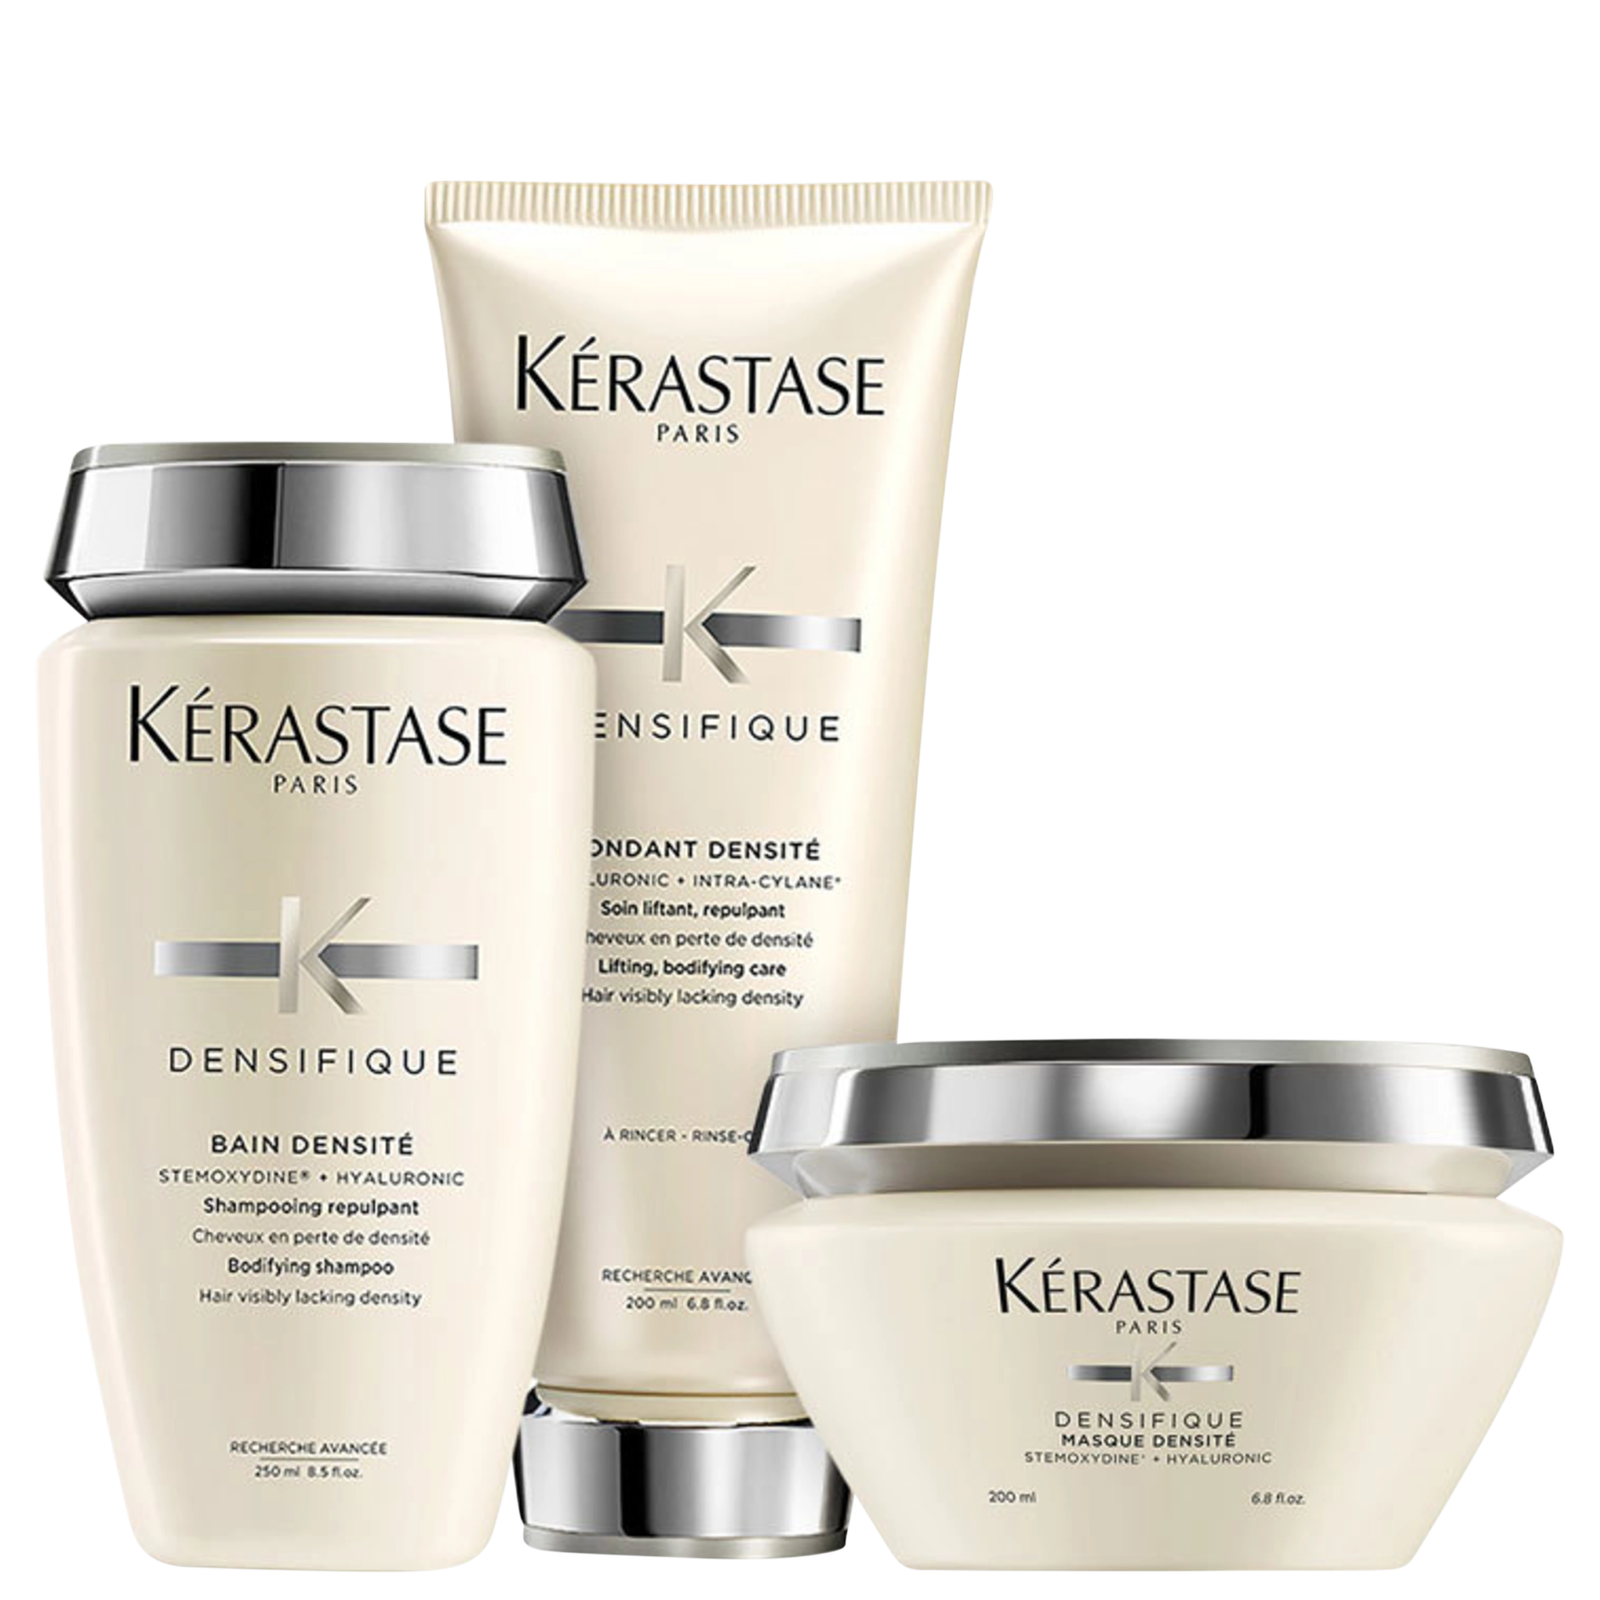 KÉRASTASE
PARIS
K
DENSIFIQUE
BAIN DENSITÉ
STEMOXYDINE® + HYALURONIC
Shampooing repulpant
Cheveux en perte de densité
Bodifying shampoo
Hair visibly lacking density
RECHERCHE AVANCÉE
250 ml 8.5 fl.oz.
KÉRASTASE
PARIS
K
ENSIFIQUE
ONDANT DENSITÉ
LURONIC + INTRA-CYLANE*
Soin liftant, repulpant
heveux en perte de densité
Lifting, bodifying care
Hair visibly lacking density
À RINCER - RINSE-O
RECHERCHE AVANC
200 ml 6.8 fl.oz.
KÉRASTASE
PARIS
K
DENSIFIQUE
MASQUE DENSITÉ
STEMOXYDINE® + HYALURONIC
200 ml 6.8 fl.oz.